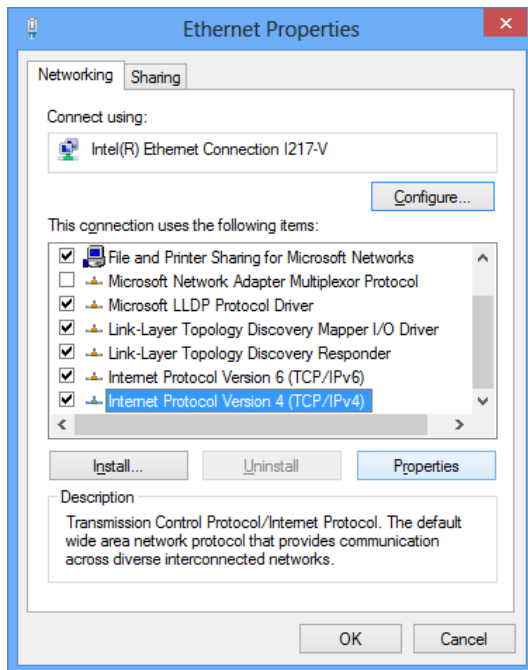 Ethernet Properties
Networking
Sharing
Connect using:
Intel(R) Ethernet Connection I217-V
Configure...
This connection uses the following items:
File and Printer Sharing for Microsoft Networks
Microsoft Network Adapter Multiplexor Protocol
Microsoft LLDP Protocol Driver
Link-Layer Topology Discovery Mapper I/O Driver
Link-Layer Topology Discovery Responder
Internet Protocol Version 6 (TCP/IPv6)
Internet Protocol Version 4 (TCP/IPv4)
Install...
Uninstall
Properties
Description
Transmission Control Protocol/Internet Protocol. The default
wide area network protocol that provides communication
across diverse interconnected networks.
OK
Cancel